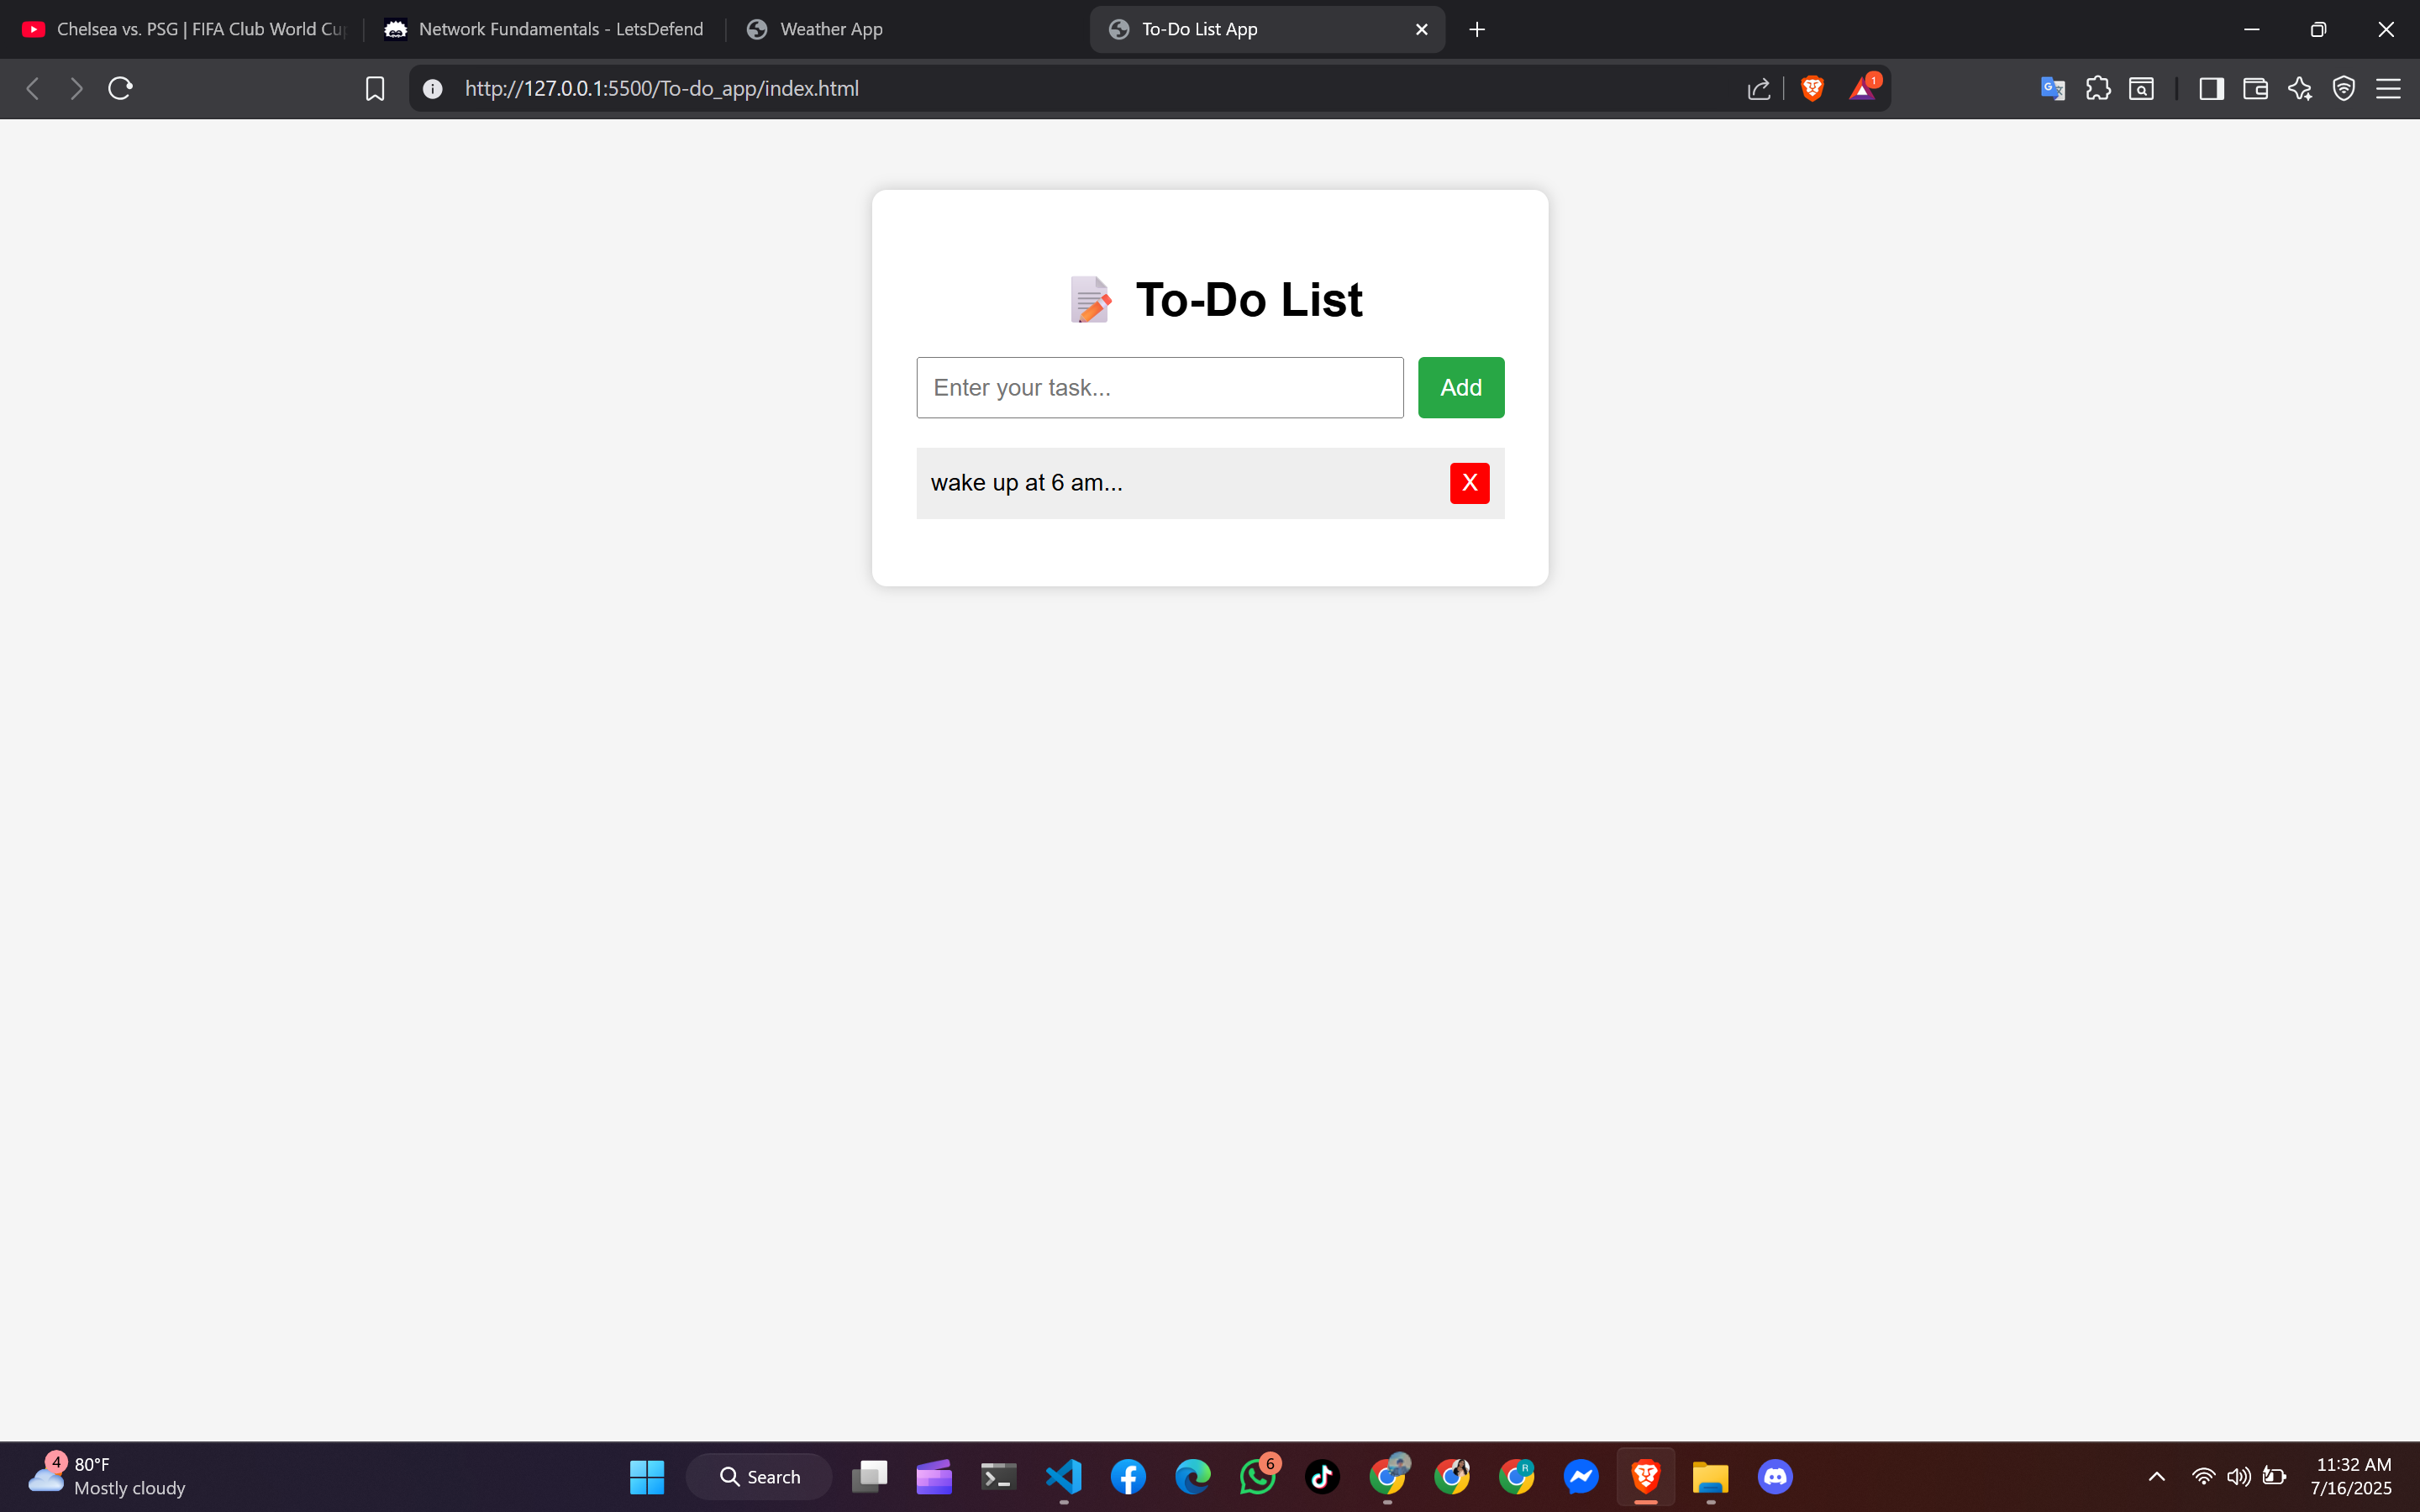 Chelsea vs. PSG | FIFA Club World Cup
Network Fundamentals - LetsDefend
Weather App
To-Do List App
http://127.0.0.1:5500/To-do_app/index.html
1
To-Do List
Enter your task...
Add
wake up at 6 am...
X
4
80°F
Mostly cloudy
Search
6
R
11:32 AM
7/16/2025